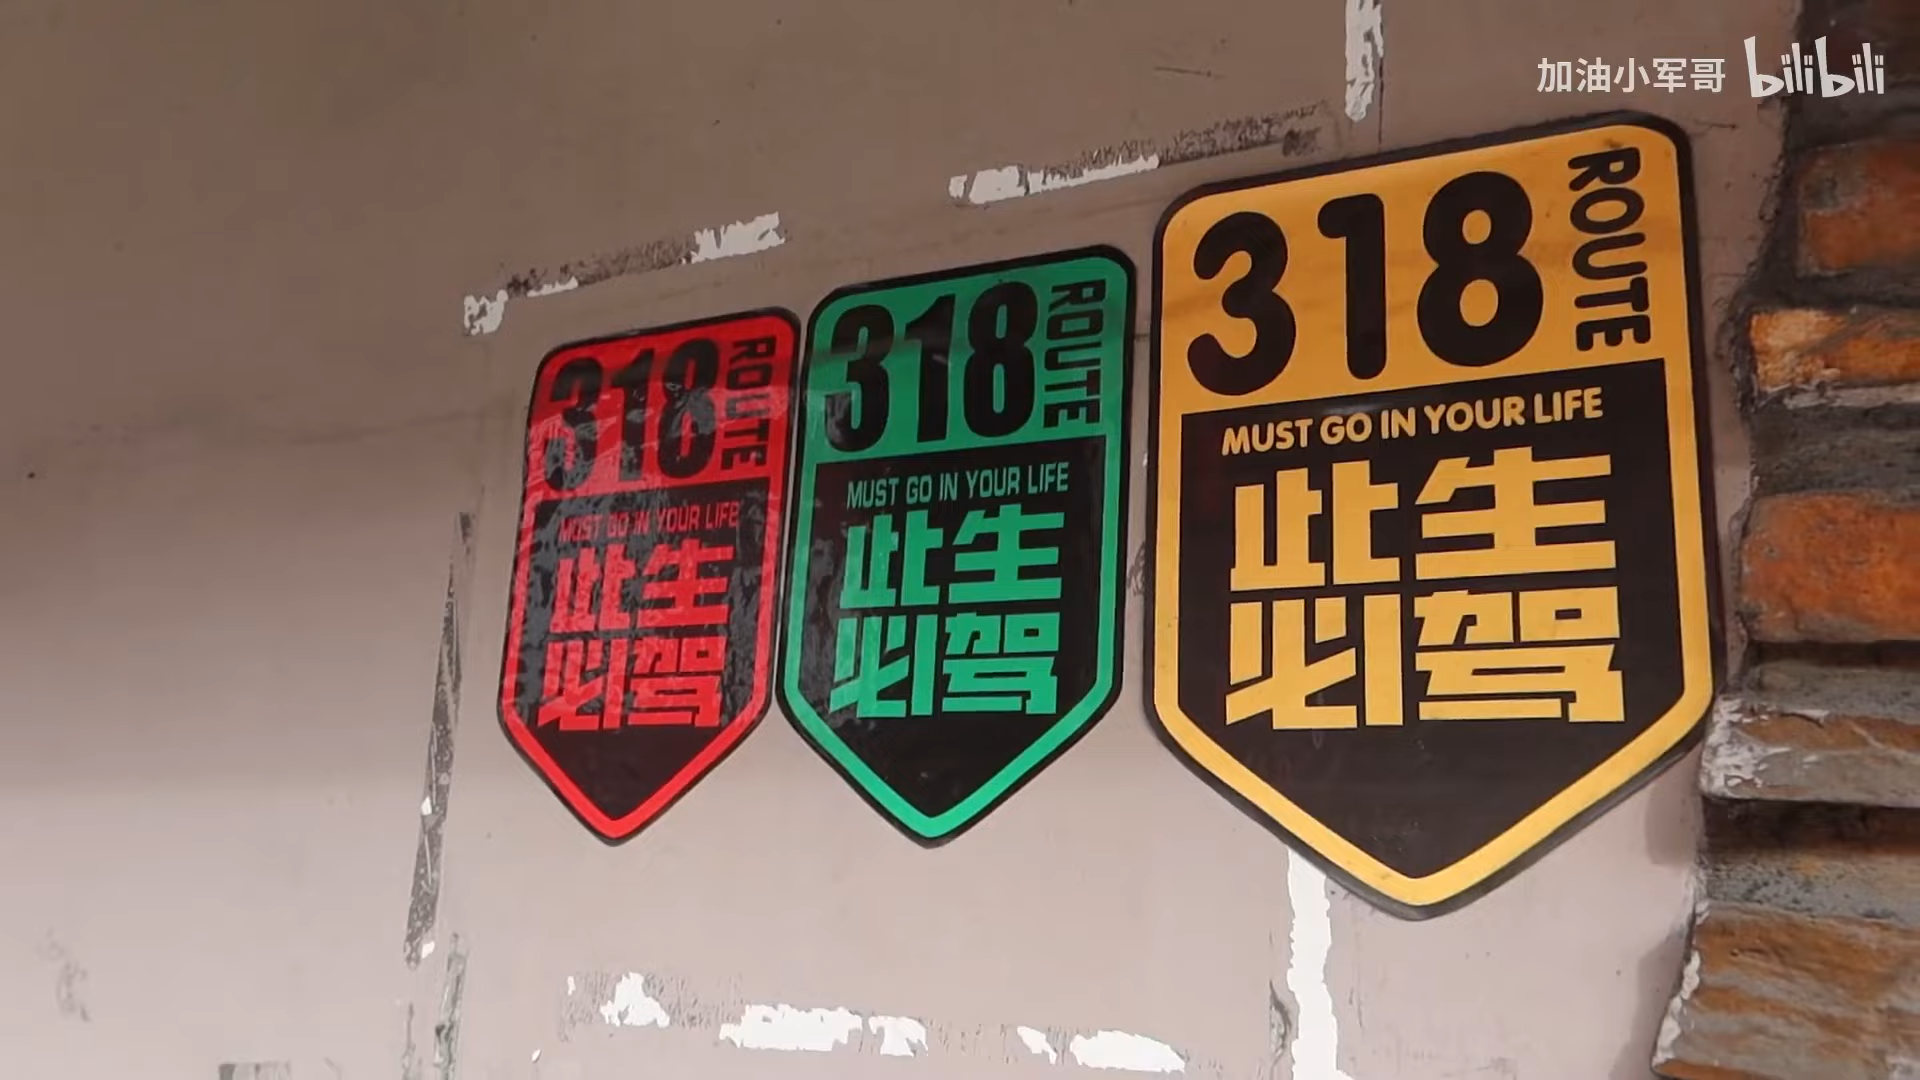 加油小军哥 bilibili
318 ROUTE
MUST GO IN YOUR LIFE
此生
必驾
318 ROUTE
MUST GO IN YOUR LIFE
此生
必驾
318 ROUTE
MUST GO IN YOUR LIFE
此生
必驾